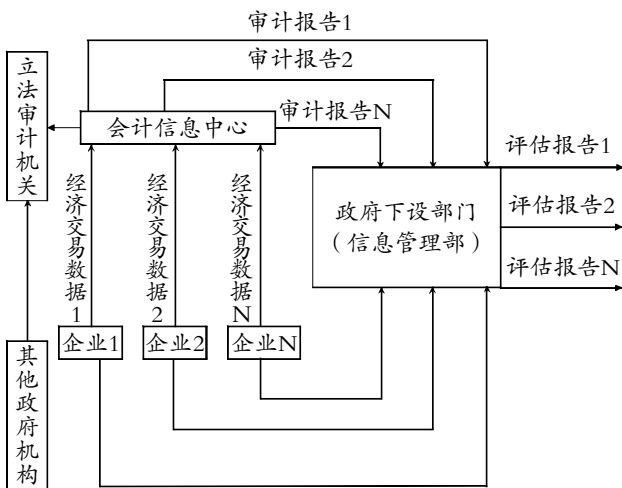 审计报告1
审计报告2
审计报告N
立法审计机关
会计信息中心
评估报告1
评估报告2
评估报告N
政府下设部门
（信息管理部）
经济交易数据1
经济交易数据2
经济交易数据N
企业1
企业2
企业N
其他政府机构